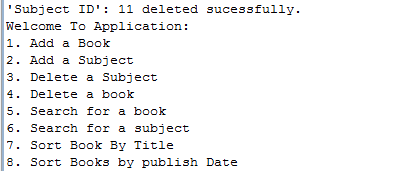 'Subject ID': 11 deleted sucessfully.
Welcome To Application:
1. Add a Book
2. Add a Subject
3. Delete a Subject
4. Delete a book
5. Search for a book
6. Search for a subject
7. Sort Book By Title
8. Sort Books by publish Date